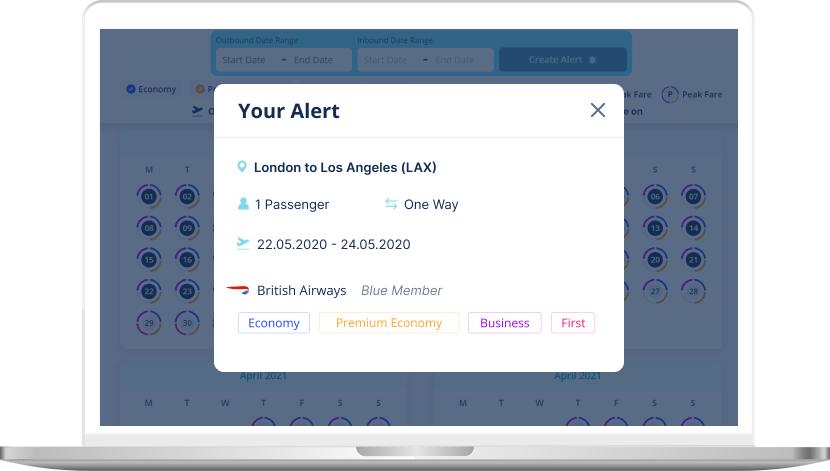 Outbound Date Range Inbound Date Range
Start Date - End Date Start Date - End Date Create Alert
Economy Peak Fare
Your Alert
London to Los Angeles (LAX)
1 Passenger One Way
22.05.2020 - 24.05.2020
British Airways Blue Member
Economy Premium Economy Business First
M T S S
01 02 06 07
08 09 13 14
15 16 20 21
22 23 27 28
29 30
April 2021 April 2021
M T W T F S S M T W T F S S